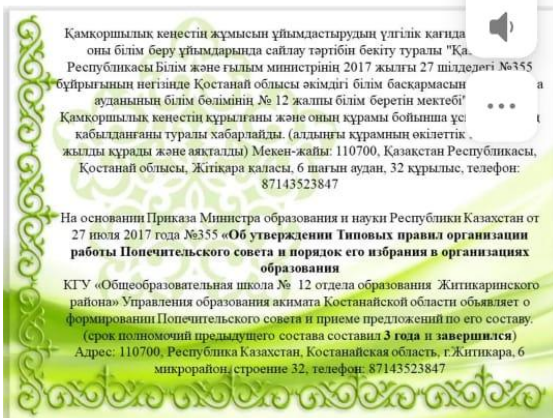 Қамқоршылық кеңестің жұмысын ұйымдастырудың үлгілік қағида
оны білім беру ұйымдарында сайлау тәртібін бекіту туралы "Қа
Республикасы Білім және ғылым министрінің 2017 жылғы 27 шілдедегі №355
бұйрығының негізінде Қостанай облысы әкімдігі білім басқармасын а
ауданының білім бөлімінің № 12 жалпы білім беретін мектебі"
Қамқоршылық кеңестің құрылғаны және оның құрамы бойынша ұс
қабылданғаны туралы хабарлайды. (алдыңғы құрамның өкілеттік
жылды құрады және аяқталды) Мекен-жайы: 110700, Қазақстан Республикасы,
Қостанай облысы, Жітіқара қаласы, 6 шағын аудан, 32 құрылыс, телефон:
87143523847
На основании Приказа Министра образования и науки Республики Казахстан от
27 июля 2017 года №355 «Об утверждении Типовых правил организации
работы Попечительского совета и порядок его избрания в организациях
образования
КГУ «Общеобразовательная школа № 12 отдела образования Житикаринского
района» Управления образования акимата Костанайской области объявляет о
формировании Попечительского совета и приеме предложений по его составу.
(срок полномочий предыдущего состава составил 3 года и завершился)
Адрес: 110700, Республика Казахстан, Костанайская область, г.Житикара, 6
микрорайон, строение 32, телефон: 87143523847